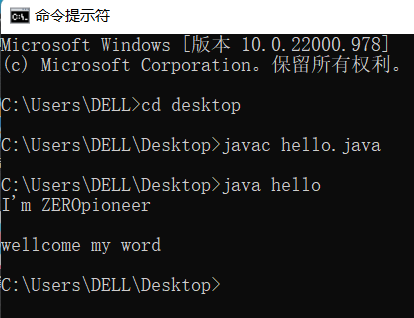 命令提示符
Microsoft Windows [版本 10.0.22000.978]
(c) Microsoft Corporation。保留所有权利。
C:\Users\DELL>cd desktop
C:\Users\DELL\Desktop>javac hello.java
C:\Users\DELL\Desktop>java hello
I'm ZEROpioneer
wellcome my word
C:\Users\DELL\Desktop>